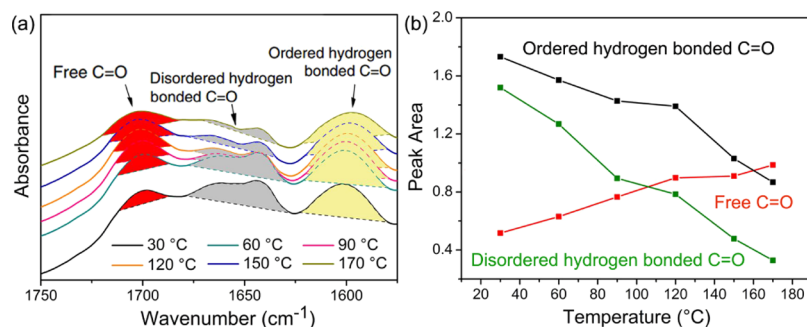 (a)
Free C=O
Disordered hydrogen
bonded C=O
Ordered hydrogen
bonded C=O
Absorbance
30 °C 60 °C 90 °C
120 °C 150 °C 170 °C
1750 1700 1650 1600
Wavenumber (cm⁻¹)
(b)
Ordered hydrogen bonded C=O
Free C=O
Disordered hydrogen bonded C=O
Peak Area
2.0
1.6
1.2
0.8
0.4
20 40 60 80 100 120 140 160 180
Temperature (°C)